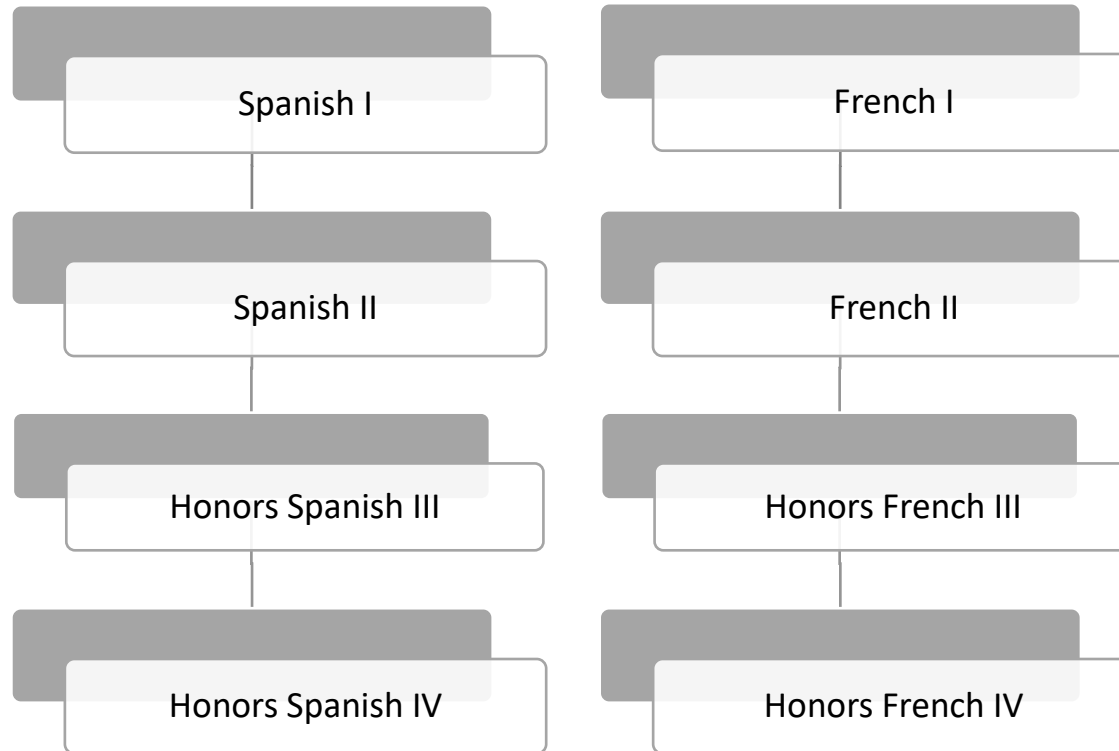 Spanish I
French I
Spanish II
French II
Honors Spanish III
Honors French III
Honors Spanish IV
Honors French IV